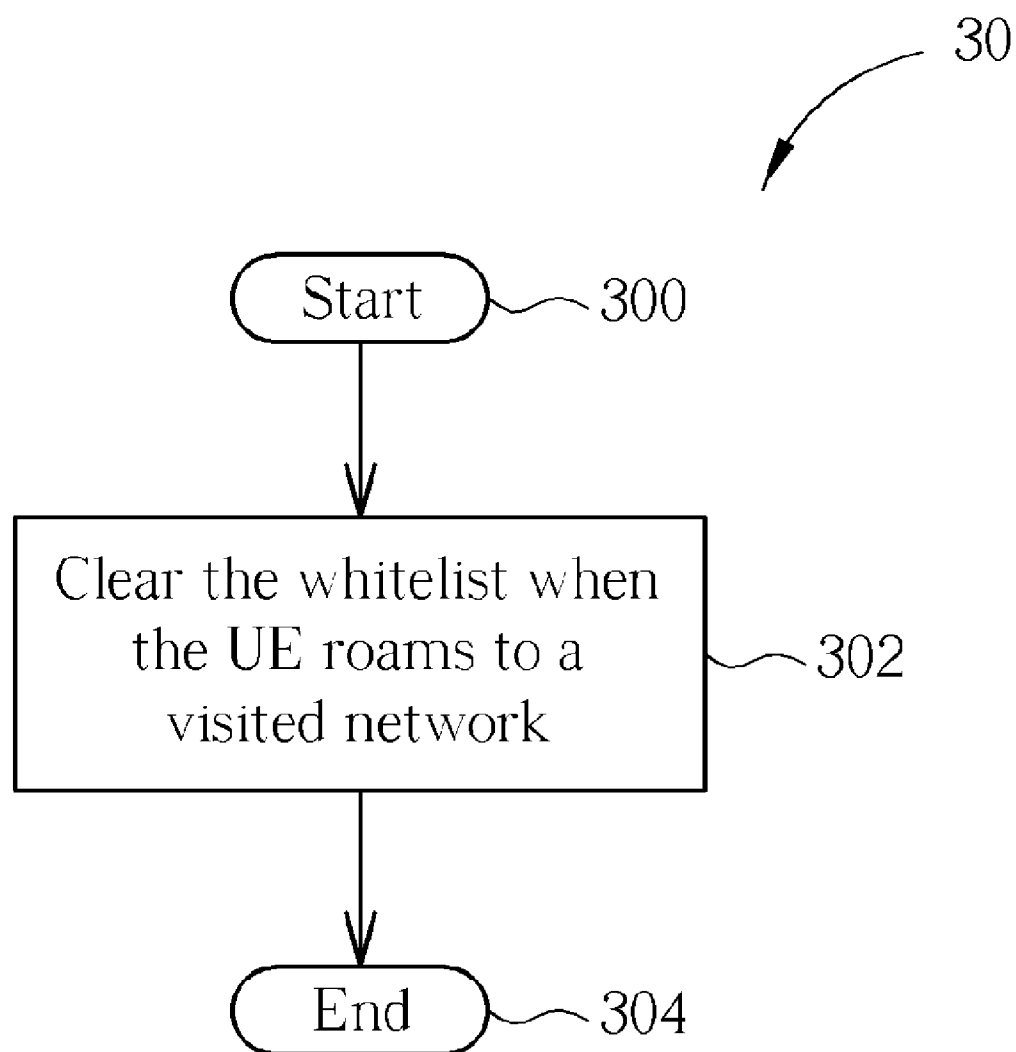 30
Start
300
Clear the whitelist when
the UE roams to a
visited network
302
End
304